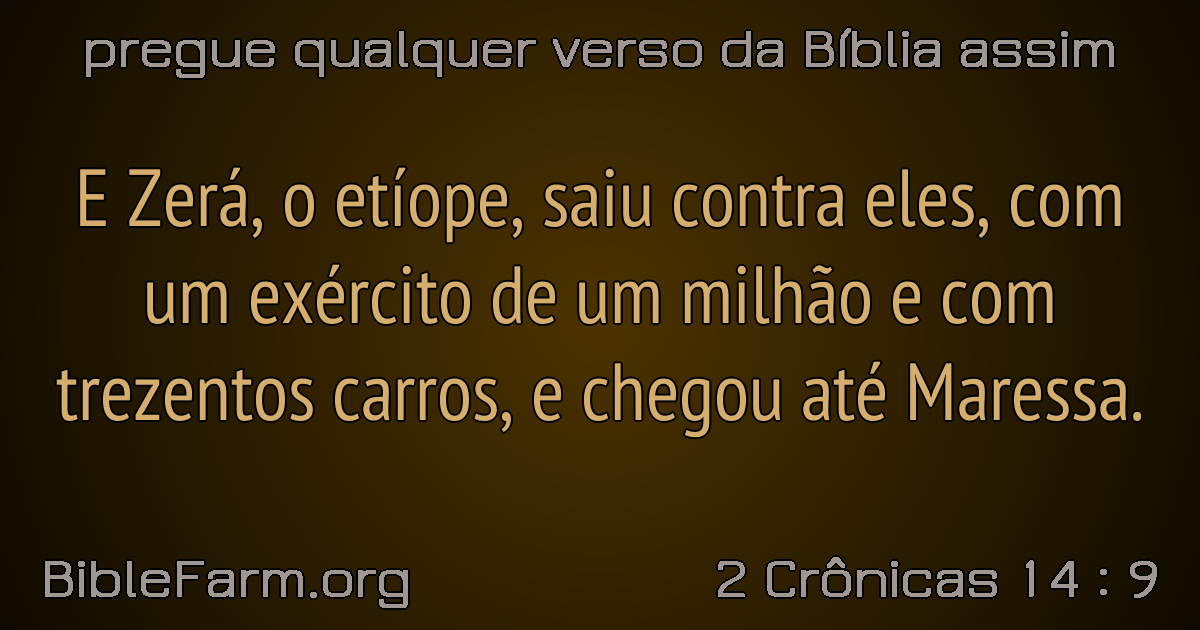 pregue qualquer verso da Bíblia assim
E Zerá, o etíope, saiu contra eles, com
um exército de um milhão e com
trezentos carros, e chegou até Maressa.
BibleFarm.org
2 Crônicas 14 : 9